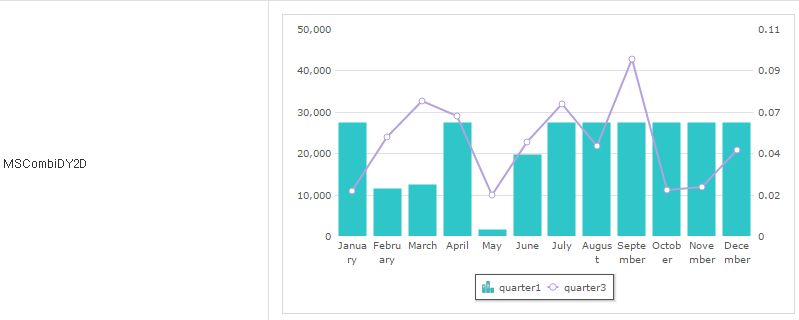 MSCombiDY2D
50,000
40,000
30,000
20,000
10,000
0
0.11
0.09
0.07
0.04
0.02
0
Janua
ry
Febru
ary
March
April
May
June
July
Augus
t
Septe
mber
Octob
er
Nove
mber
Dece
mber
quarter1
quarter3